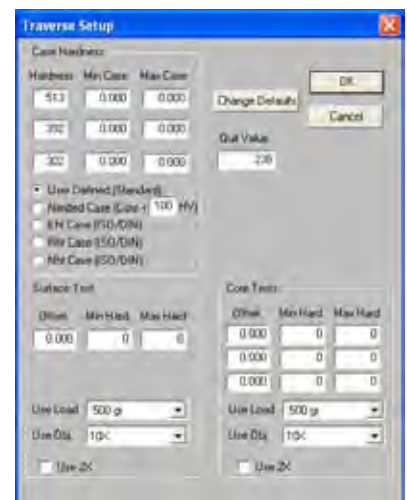 Traverse Setup
Case Hardness
Hardness Min Case Max Case
513 0.000 0.000
392 0.000 0.000
302 0.000 0.000
OK
Change Defaults
Cancel
Quit Value
User Defined (Standard)
Nitrided Case (Core + 100 HV)
Eht Case (ISO/DIN)
Rht Case (ISO/DIN)
Nht Case (ISO/DIN)
Surface Test
Offset Min Hard Max Hard
0.000 0 0
Use Load 500 gr
Use Obj. 10X
Use 2X
Core Tests
Offset Min Hard Max Hard
0.000 0 0
0.000 0 0
0.000 0 0
Use Load 500 gr
Use Obj. 10X
Use 2X